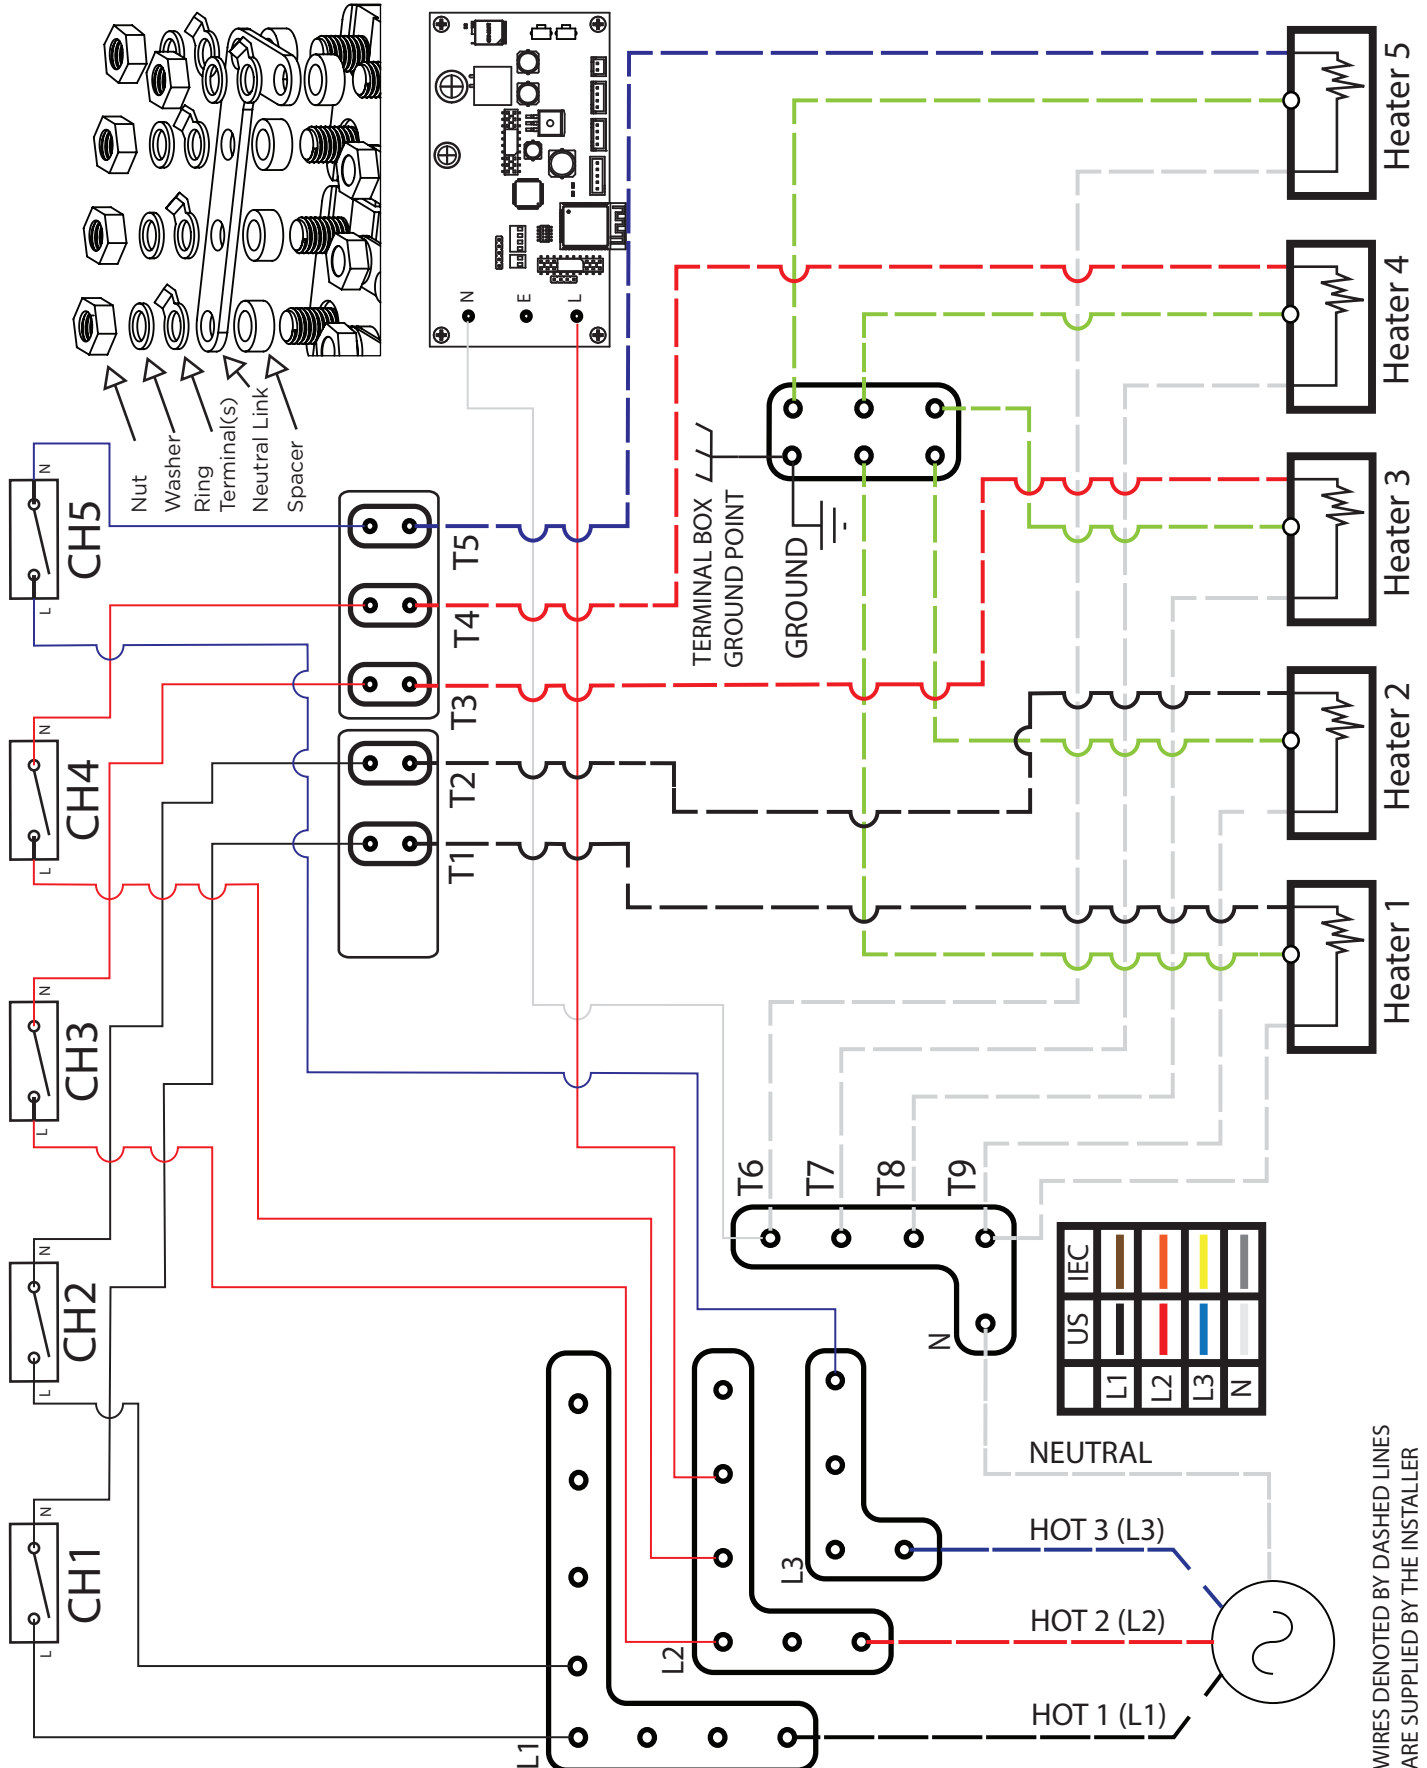 CH1
L
N
CH2
L
N
CH3
L
N
CH4
L
N
CH5
L
N
Nut
Washer
Ring
Terminal(s)
Neutral Link
Spacer
N
E
L
T1
T2
T3
T4
T5
TERMINAL BOX
GROUND POINT
GROUND
L1
L2
L3
N
T9
T8
T7
T6
HOT 1 (L1)
HOT 2 (L2)
HOT 3 (L3)
NEUTRAL
US IEC
L1
L2
L3
N
Heater 1
Heater 2
Heater 3
Heater 4
Heater 5
WIRES DENOTED BY DASHED LINES
ARE SUPPLIED BY THE INSTALLER